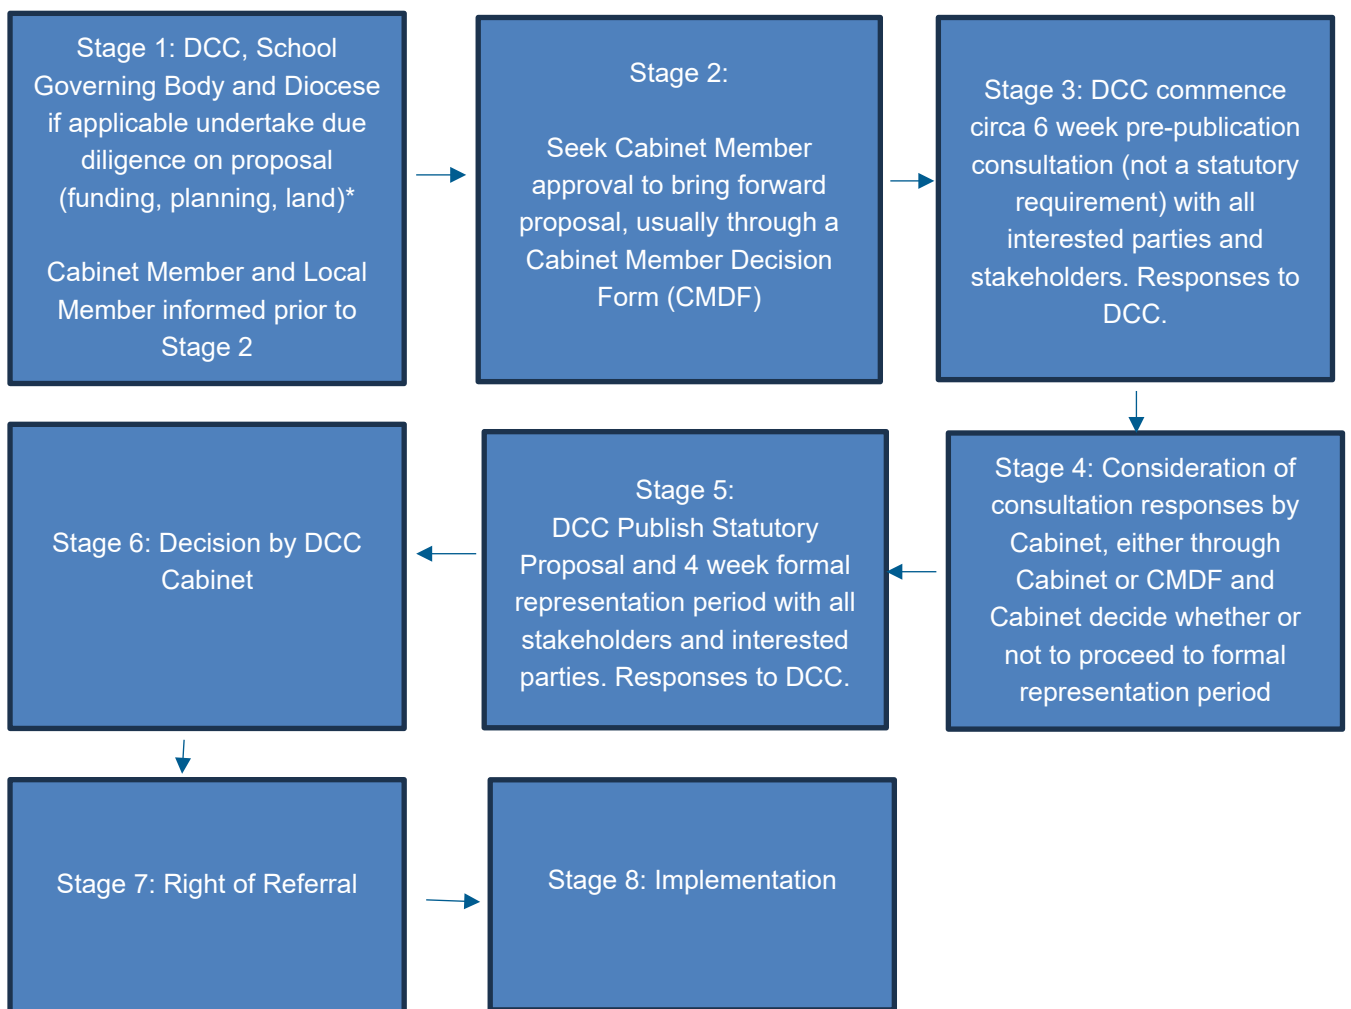 Stage 1: DCC, School
Governing Body and Diocese
if applicable undertake due
diligence on proposal
(funding, planning, land)*
Cabinet Member and Local
Member informed prior to
Stage 2
Stage 2:
Seek Cabinet Member
approval to bring forward
proposal, usually through a
Cabinet Member Decision
Form (CMDF)
Stage 3: DCC commence
circa 6 week pre-publication
consultation (not a statutory
requirement) with all
interested parties and
stakeholders. Responses to
DCC.
Stage 4: Consideration of
consultation responses by
Cabinet, either through
Cabinet or CMDF and
Cabinet decide whether or
not to proceed to formal
representation period
Stage 5:
DCC Publish Statutory
Proposal and 4 week formal
representation period with all
stakeholders and interested
parties. Responses to DCC.
Stage 6: Decision by DCC
Cabinet
Stage 7: Right of Referral
Stage 8: Implementation